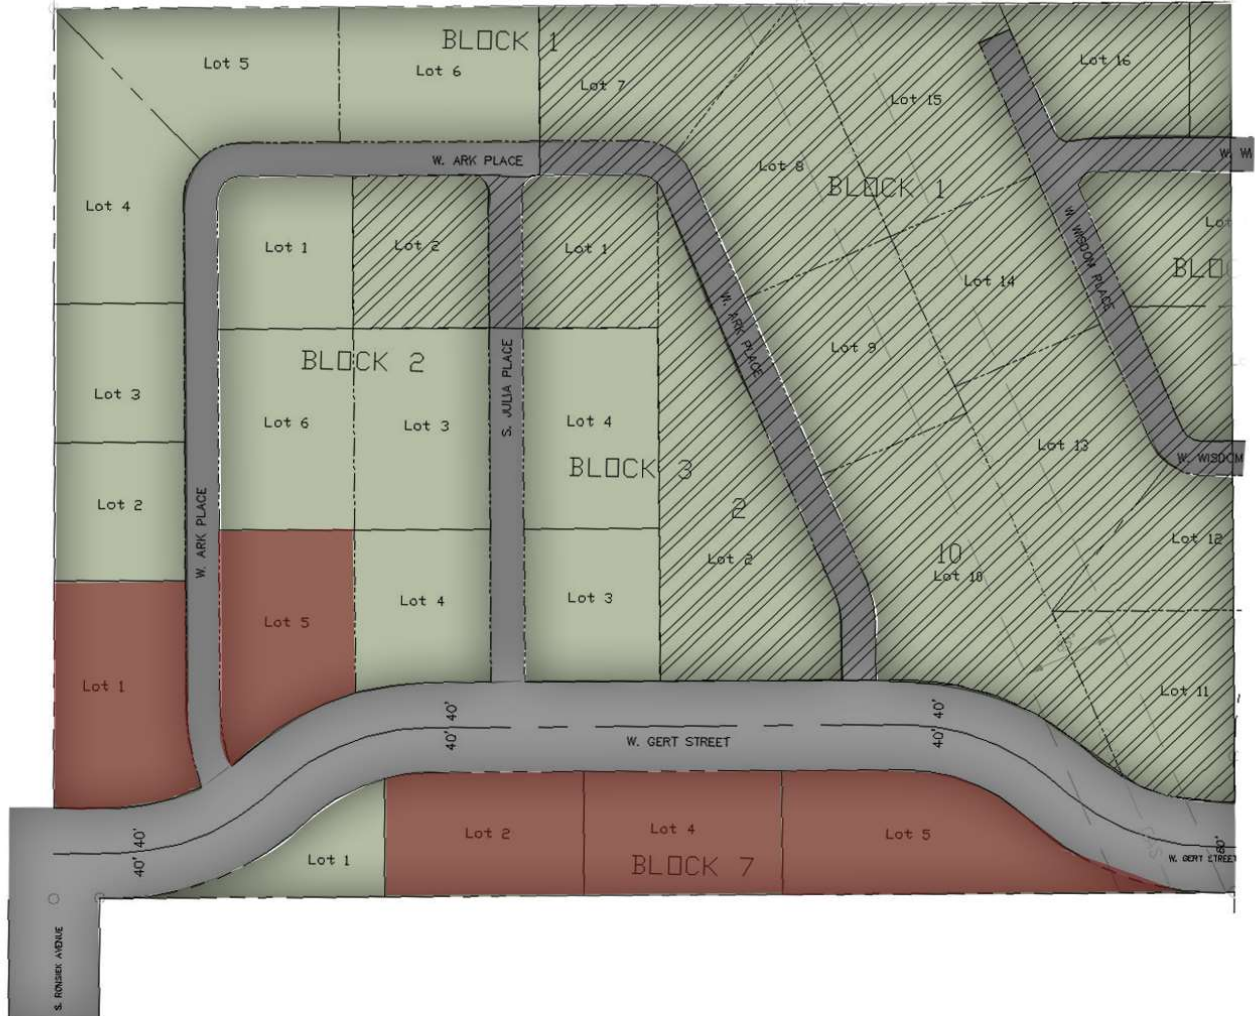 BLOCK 1
Lot 5
Lot 6
Lot 7
Lot 15
Lot 16
W. ARK PLACE
Lot 8
BLOCK 1
Lot 4
Lot 1
Lot 2
Lot 1
W. WISDOM PLACE
Lot 14
W. ARK PLACE
BLOCK 2
S. JULIA PLACE
Lot 9
Lot 3
Lot 6
Lot 3
Lot 4
BLOCK 3
Lot 13
W. WISDOM
Lot 2
W. ARK PLACE
2
Lot 2
10
Lot 10
Lot 12
Lot 5
Lot 4
Lot 3
Lot 1
Lot 11
40' 40'
W. GERT STREET
40' 40'
40' 40'
Lot 1
Lot 2
Lot 4
Lot 5
BLOCK 7
W. GERT STREET
S. RONSIEK AVENUE